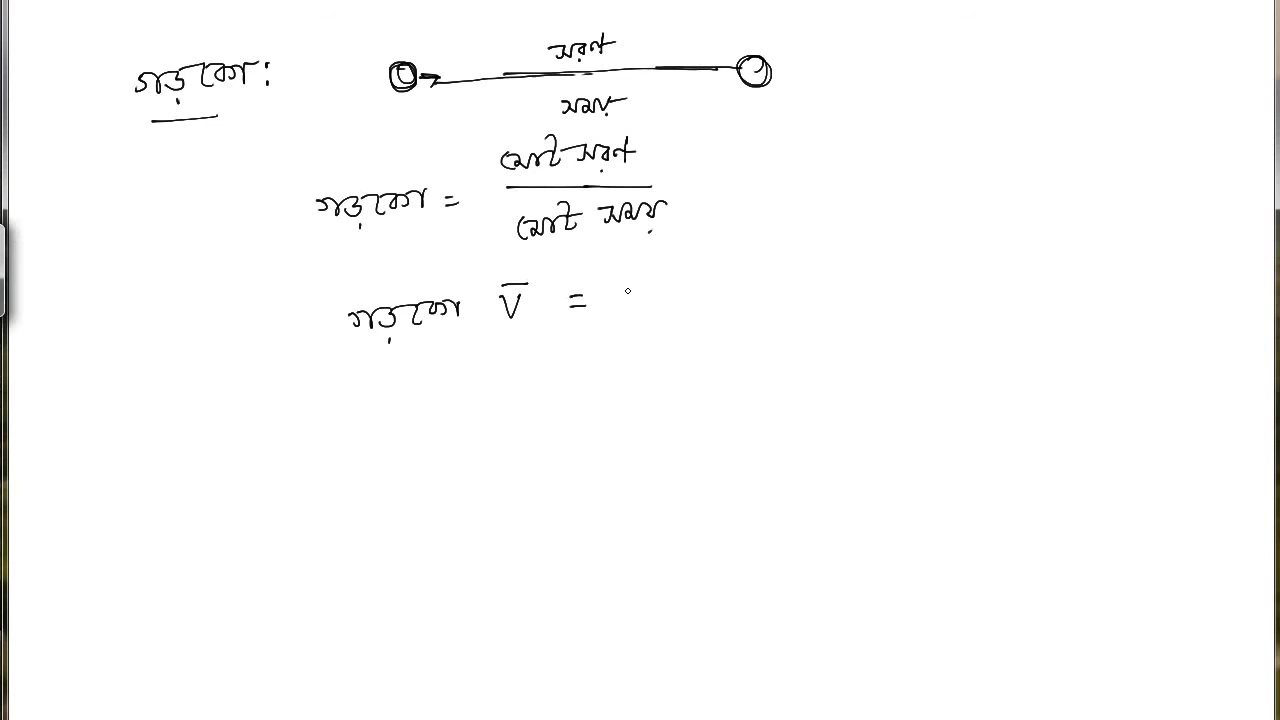 গড়বেগ :
সরণ
সময়
গড়বেগ = মোট সরণ / মোট সময়
গড়বেগ V̅ =